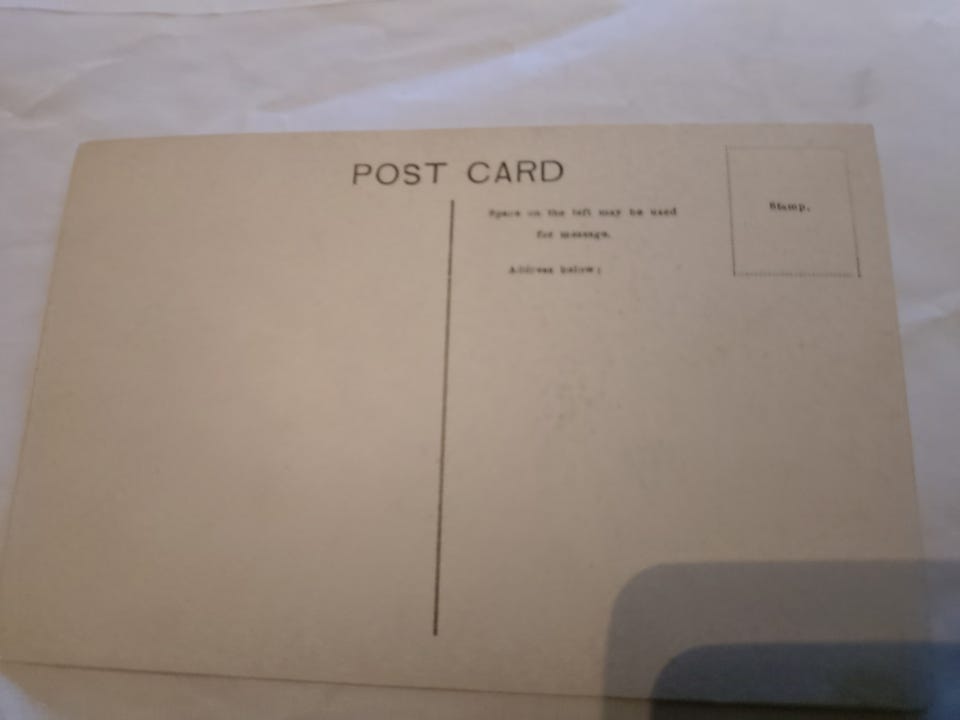 POST CARD
Space on the left may be used
for message.
Address below:
Stamp.